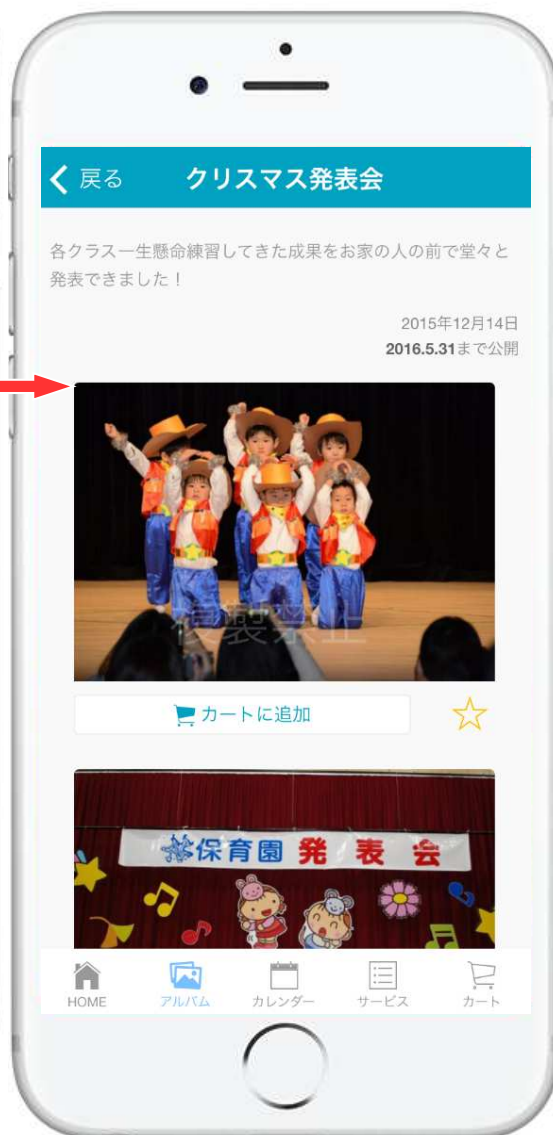 戻る
クリスマス発表会
各クラス一生懸命練習してきた成果をお家の人の前で堂々と
発表できました！
2015年12月14日
2016.5.31まで公開
複製禁止
カートに追加
保育園 発表会
HOME
アルバム
カレンダー
サービス
カート